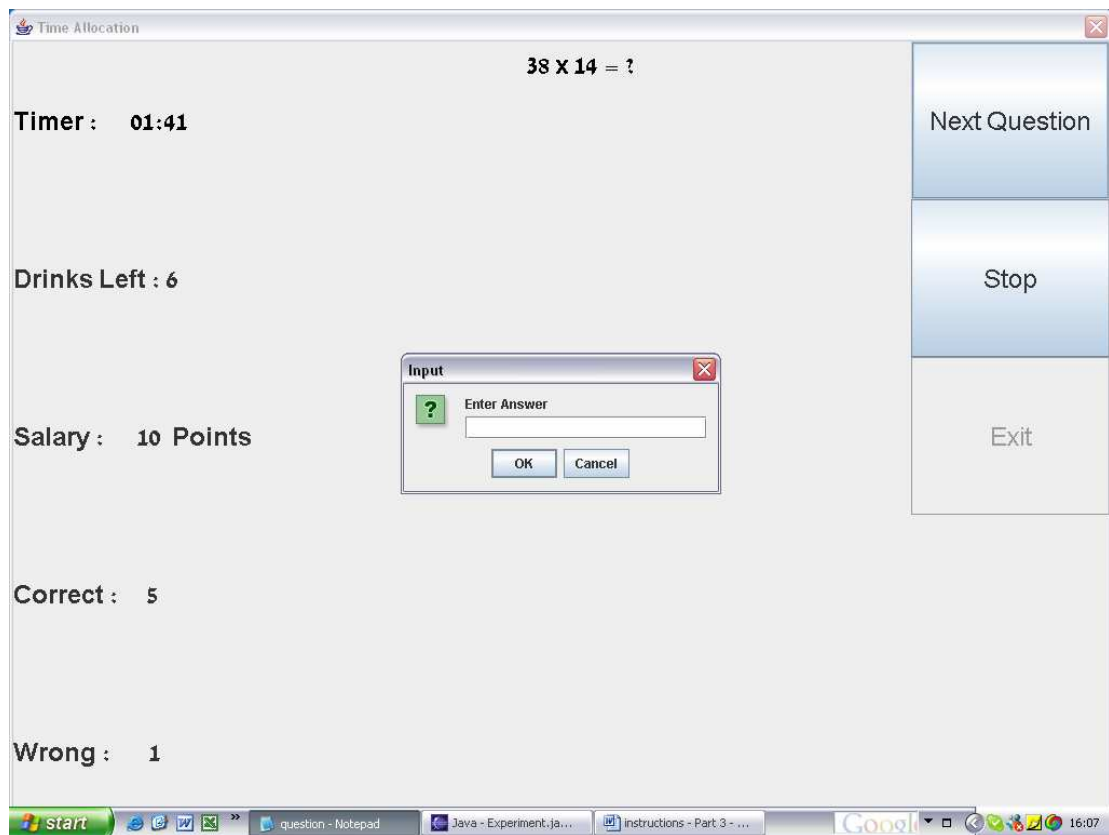 Time Allocation
38 X 14 = ?
Timer : 01:41
Next Question
Drinks Left : 6
Stop
Input
Enter Answer
?
OK Cancel
Salary : 10 Points
Exit
Correct : 5
Wrong : 1
start
question - Notepad
Java - Experiment.ja...
instructions - Part 3 - ...
16:07